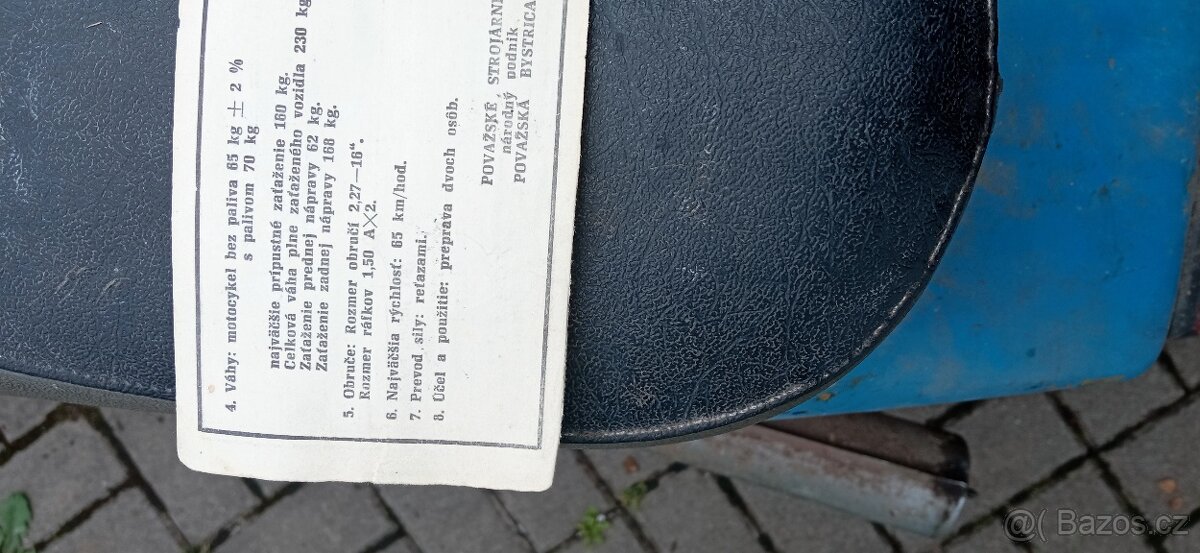 4. Váhy: motocykel bez paliva 65 kg ± 2 %
s palivom 70 kg
najväčšie prípustné zaťaženie 160 kg.
Celková váha plne zaťaženého vozidla 230 kg
Zaťaženie prednej nápravy 62 kg.
Zaťaženie zadnej nápravy 168 kg.
5. Obruče: Rozmer obručí 2,27—16“.
Rozmer ráfkov 1,50 A×2.
6. Najväčšia rýchlosť: 65 km/hod.
7. Prevod sily: reťazami.
8. Účel a použitie: preprava dvoch osôb.
POVAŽSKÉ STROJÁRN
národný podnik
POVAŽSKÁ BYSTRICA
@( Bazos.cz